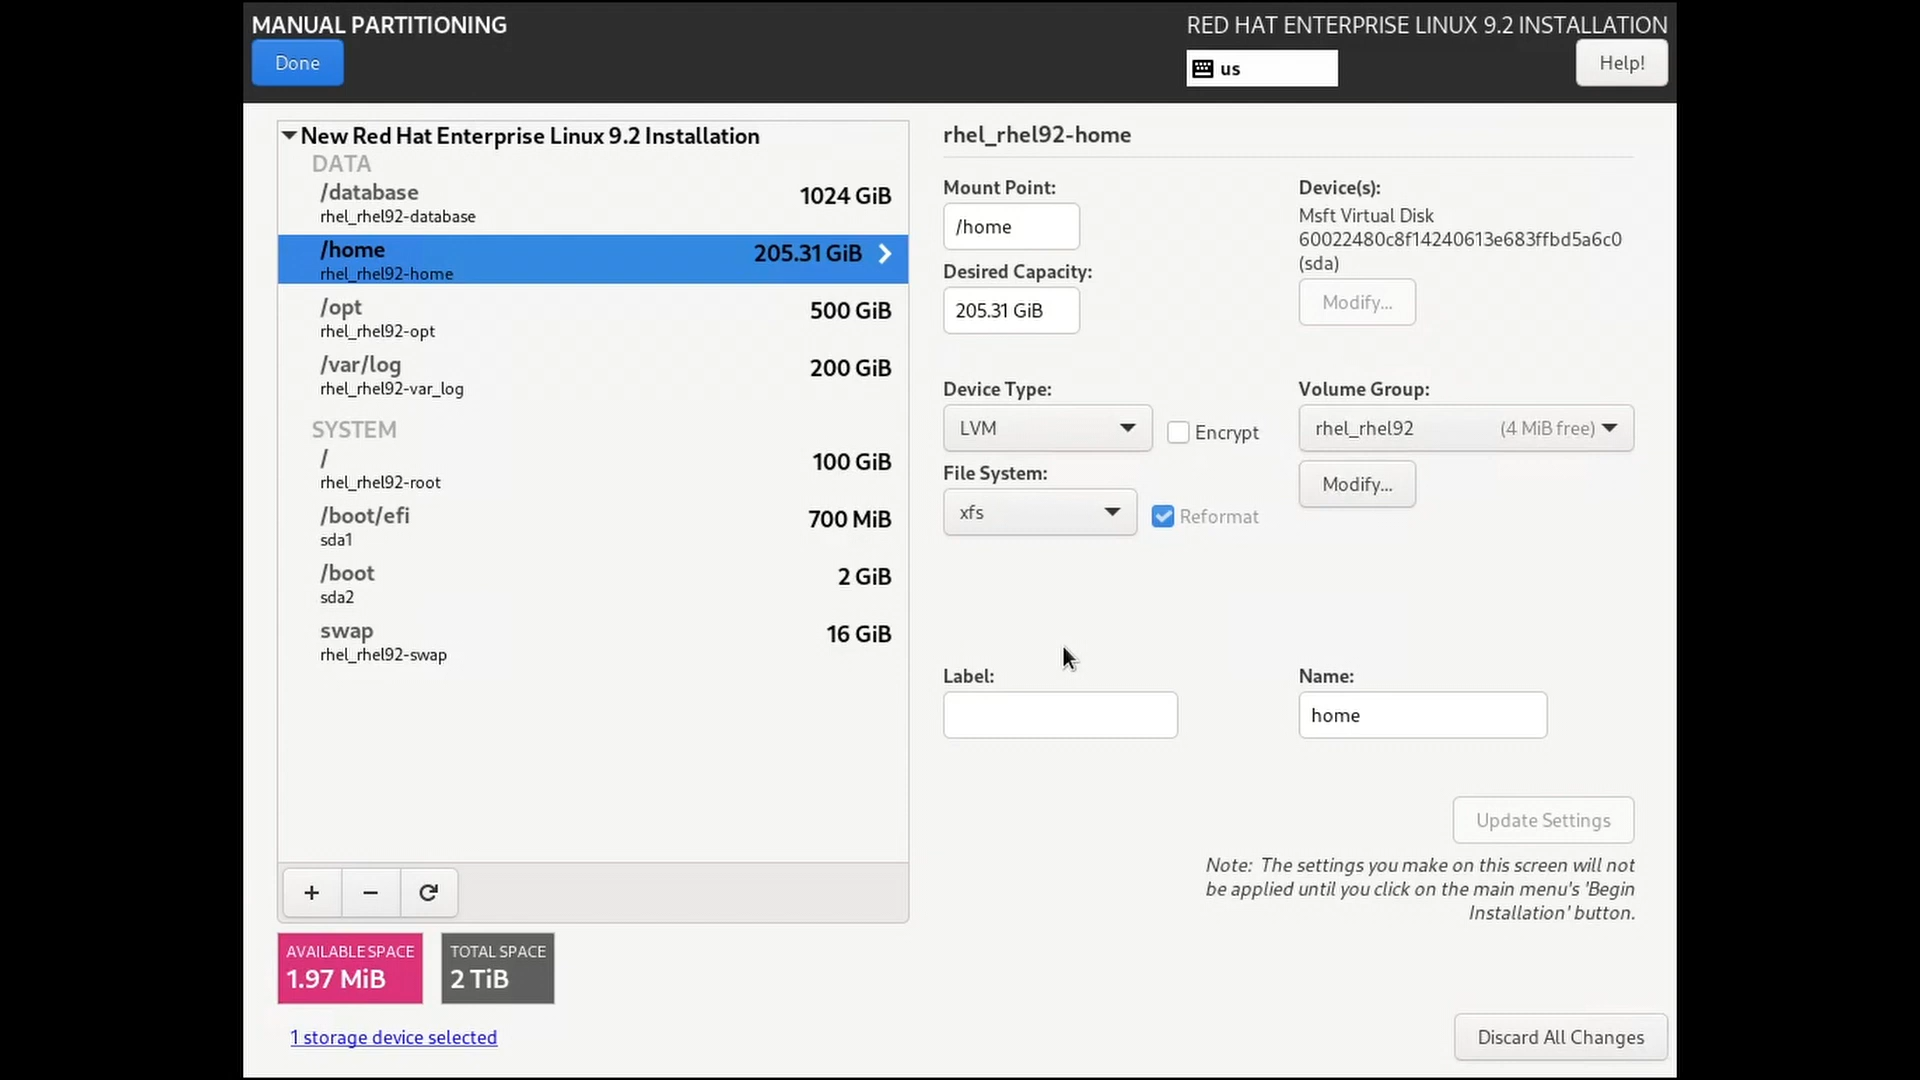 MANUAL PARTITIONING
RED HAT ENTERPRISE LINUX 9.2 INSTALLATION
Done
us
Help!
New Red Hat Enterprise Linux 9.2 Installation
DATA
/database
1024 GiB
rhel_rhel92-database
/home
205.31 GiB
rhel_rhel92-home
/opt
500 GiB
rhel_rhel92-opt
/var/log
200 GiB
rhel_rhel92-var_log
SYSTEM
/
100 GiB
rhel_rhel92-root
/boot/efi
700 MiB
sda1
/boot
2 GiB
sda2
swap
16 GiB
rhel_rhel92-swap
+ −
AVAILABLE SPACE
1.97 MiB
TOTAL SPACE
2 TiB
1 storage device selected
rhel_rhel92-home
Mount Point:
/home
Desired Capacity:
205.31 GiB
Device(s):
Msft Virtual Disk
60022480c8f14240613e683ffbd5a6c0
(sda)
Modify...
Device Type:
LVM
Encrypt
File System:
xfs
Reformat
Volume Group:
rhel_rhel92 (4 MiB free)
Modify...
Label:
Name:
home
Update Settings
Note: The settings you make on this screen will not
be applied until you click on the main menu's 'Begin
Installation' button.
Discard All Changes